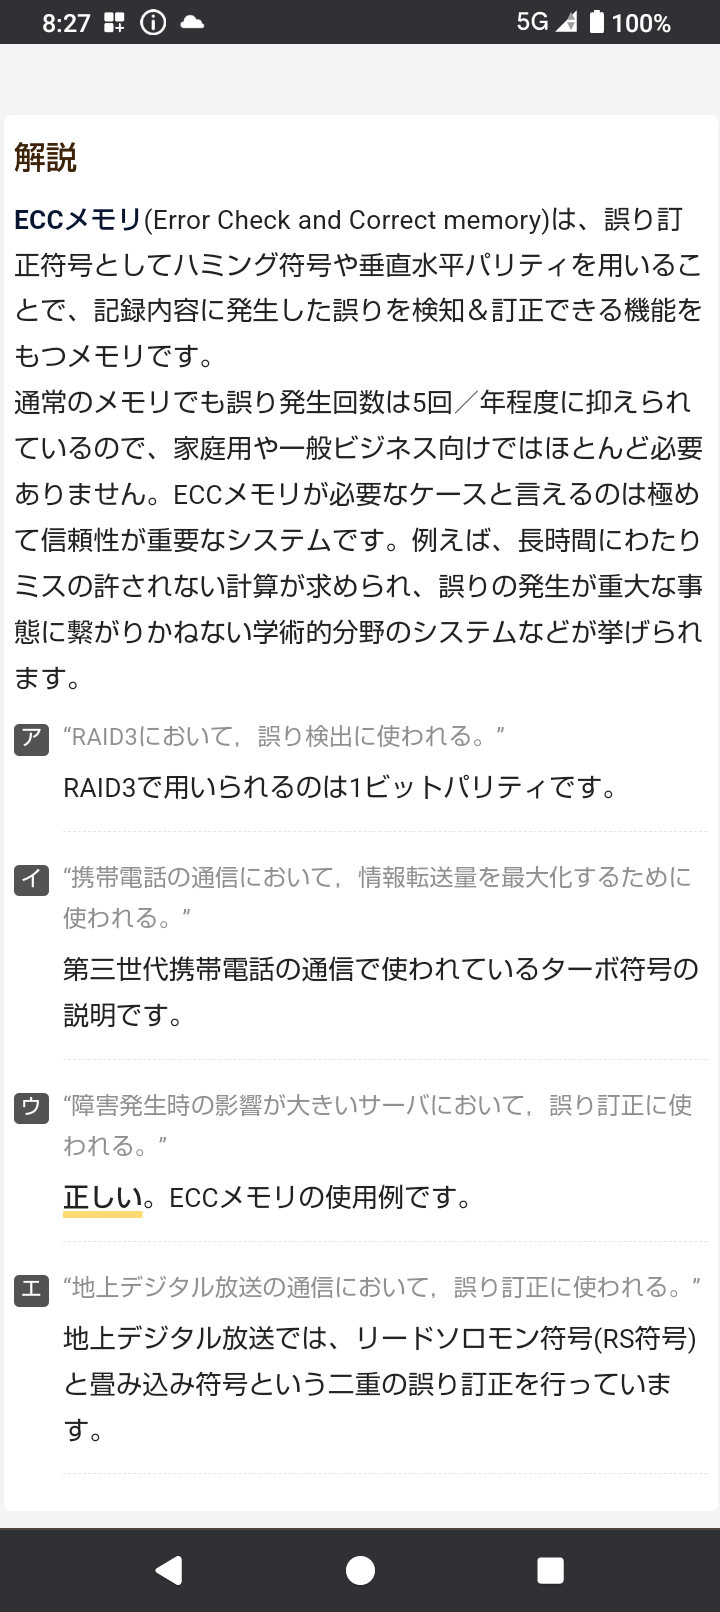 8:27
5G 100%
解説
ECCメモリ(Error Check and Correct memory)は、誤り訂
正符号としてハミング符号や垂直水平パリティを用いるこ
とで、記録内容に発生した誤りを検知＆訂正できる機能を
もつメモリです。
通常のメモリでも誤り発生回数は5回／年程度に抑えられ
ているので、家庭用や一般ビジネス向けではほとんど必要
ありません。ECCメモリが必要なケースと言えるのは極め
て信頼性が重要なシステムです。例えば、長時間にわたり
ミスの許されない計算が求められ、誤りの発生が重大な事
態に繋がりかねない学術的分野のシステムなどが挙げられ
ます。
ア “RAID3において，誤り検出に使われる。”
RAID3で用いられるのは1ビットパリティです。
イ “携帯電話の通信において，情報転送量を最大化するために
使われる。”
第三世代携帯電話の通信で使われているターボ符号の
説明です。
ウ “障害発生時の影響が大きいサーバにおいて，誤り訂正に使
われる。”
正しい。ECCメモリの使用例です。
エ “地上デジタル放送の通信において，誤り訂正に使われる。”
地上デジタル放送では、リードソロモン符号(RS符号)
と畳み込み符号という二重の誤り訂正を行っていま
す。